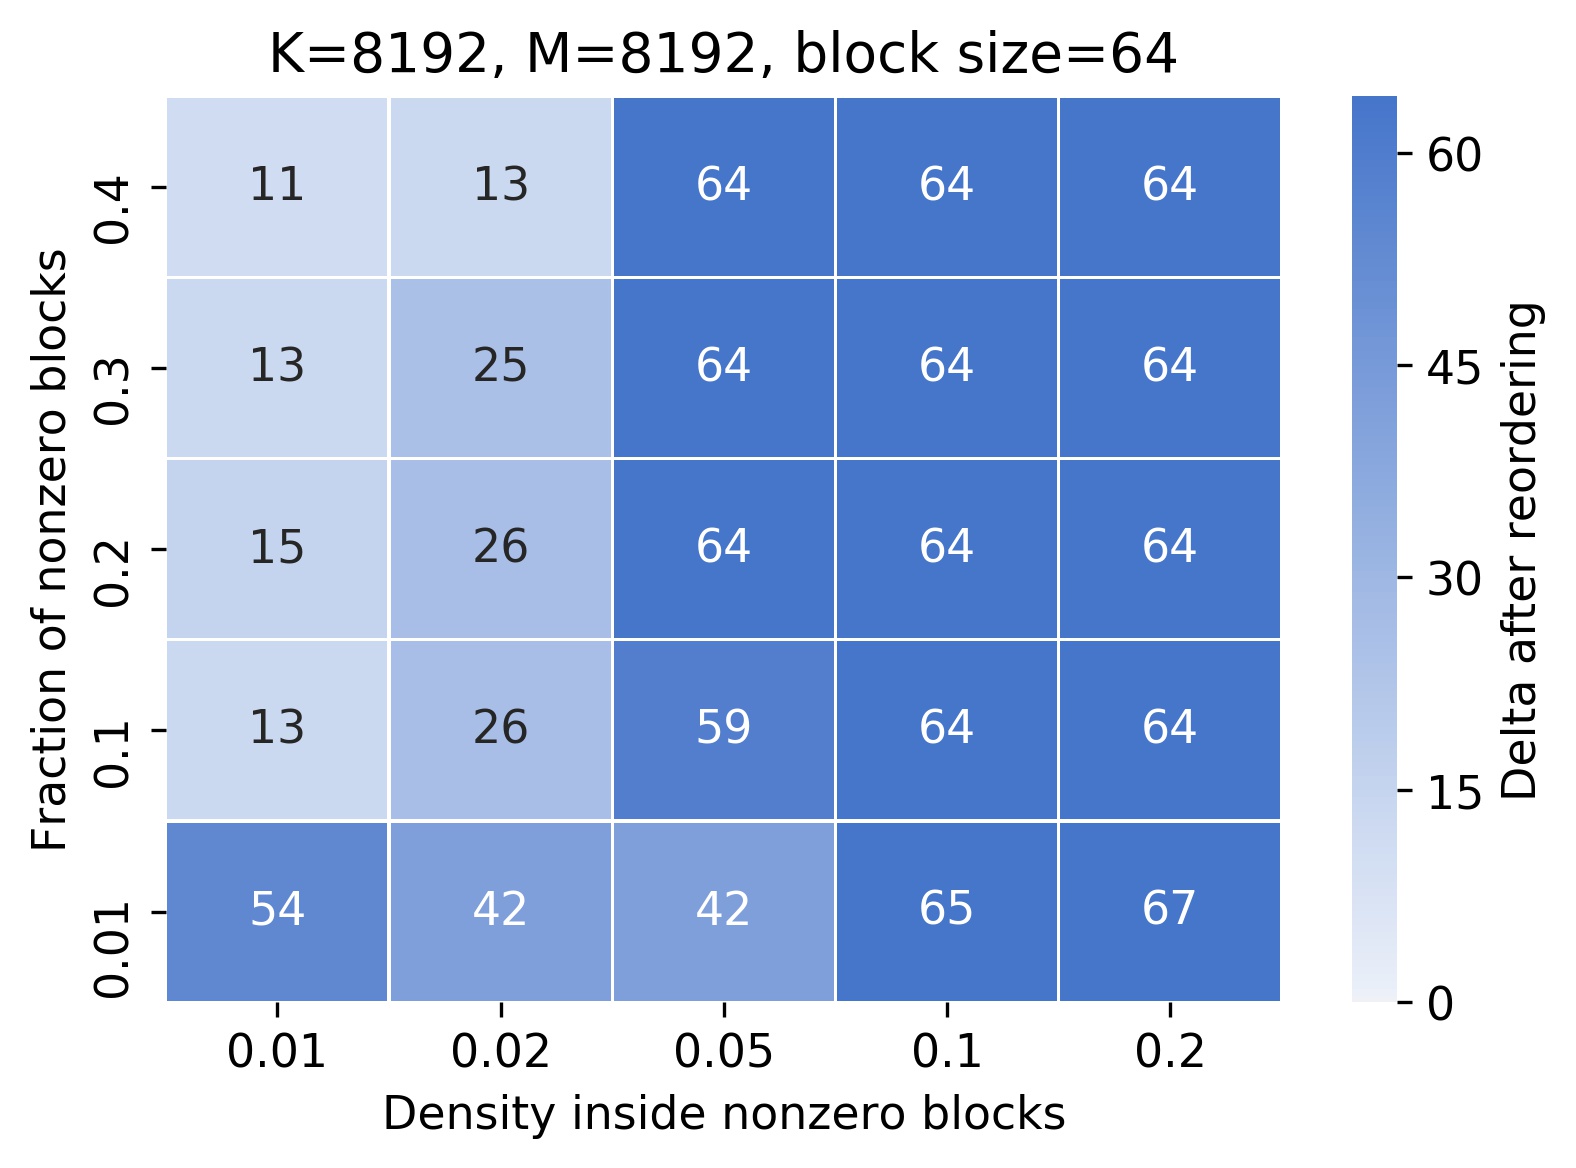 K=8192, M=8192, block size=64
Fraction of nonzero blocks
0.4 11 13 64 64 64
0.3 13 25 64 64 64
0.2 15 26 64 64 64
0.1 13 26 59 64 64
0.01 54 42 42 65 67
0.01 0.02 0.05 0.1 0.2
Density inside nonzero blocks
60
45
30
15
0
Delta after reordering